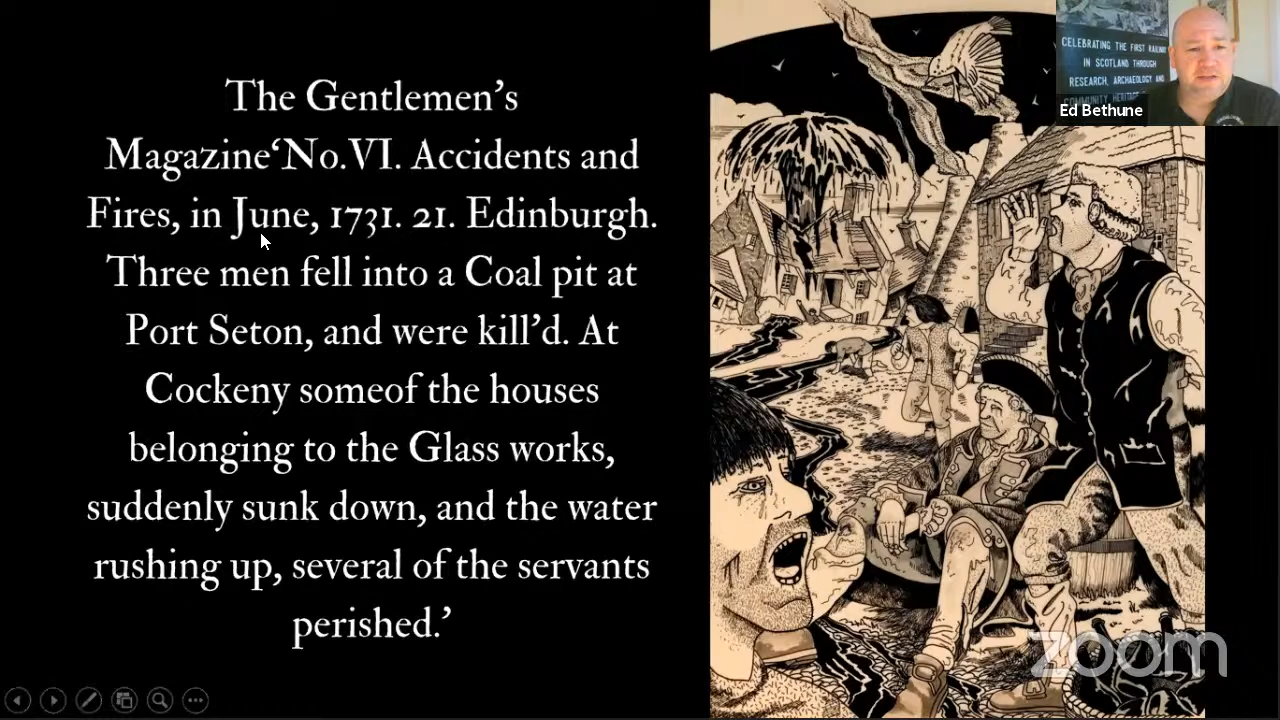 The Gentlemen's
Magazine‘No.VI. Accidents and
Fires, in June, 1731. 21. Edinburgh.
Three men fell into a Coal pit at
Port Seton, and were kill’d. At
Cockeny someof the houses
belonging to the Glass works,
suddenly sunk down, and the water
rushing up, several of the servants
perished.’
CELEBRATING THE FIRST RAILWAY
IN SCOTLAND THROUGH
RESEARCH, ARCHAEOLOGY AND
COMMUNITY HERITAGE
Ed Bethune
zoom